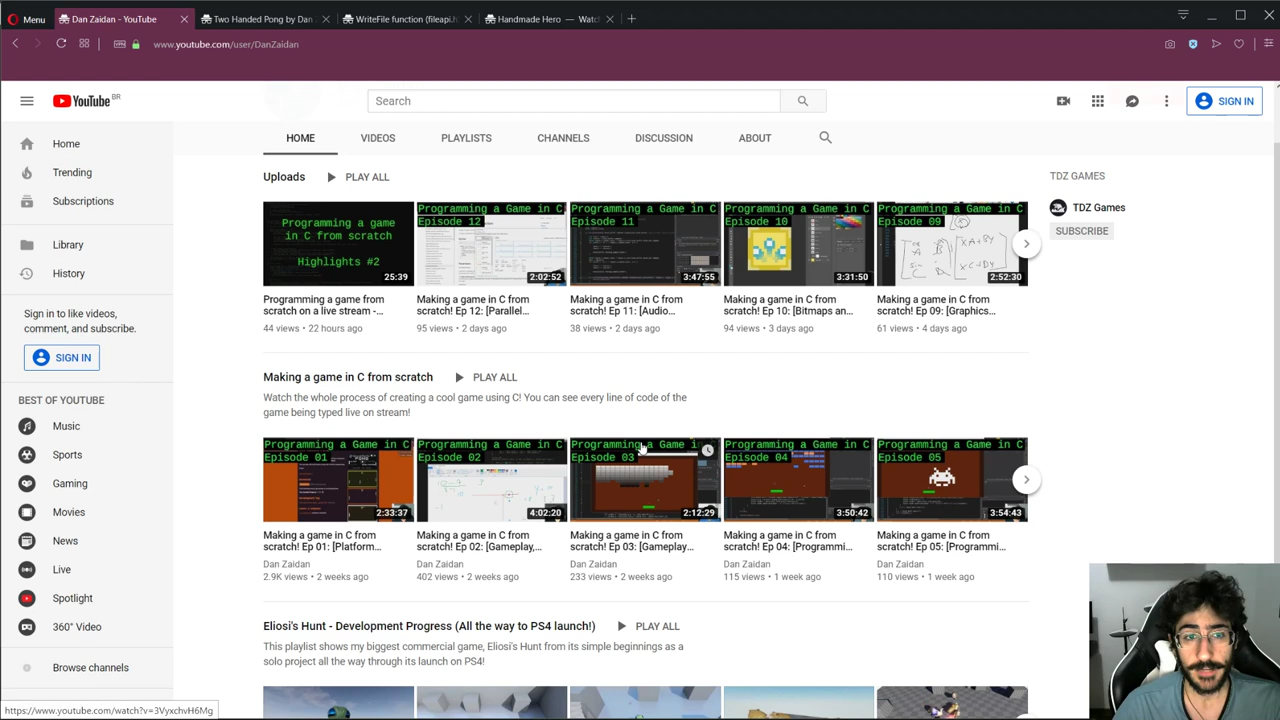 Menu
Dan Zaidan - YouTube
Two Handed Pong by Dan
WriteFile function (fileapi.h
Handmade Hero — Watc
www.youtube.com/user/DanZaidan
YouTube BR
Search
SIGN IN
HOME
VIDEOS
PLAYLISTS
CHANNELS
DISCUSSION
ABOUT
Home
Trending
Subscriptions
Library
History
Sign in to like videos,
comment, and subscribe.
SIGN IN
BEST OF YOUTUBE
Music
Sports
Gaming
Movies
News
Live
Spotlight
360° Video
Browse channels
Uploads
PLAY ALL
Programming a game
in C from scratch
Highlights #2
25:39
Programming a game from
scratch on a live stream -...
44 views • 22 hours ago
Programming a Game in C
Episode 12
2:02:52
Making a game in C from
scratch! Ep 12: [Parallel...
95 views • 2 days ago
Programming a Game in C
Episode 11
3:47:55
Making a game in C from
scratch! Ep 11: [Audio...
38 views • 2 days ago
Programming a Game in C
Episode 10
3:31:50
Making a game in C from
scratch! Ep 10: [Bitmaps an...
94 views • 3 days ago
Programming a Game in C
Episode 09
2:52:30
Making a game in C from
scratch! Ep 09: [Graphics...
61 views • 4 days ago
Making a game in C from scratch
PLAY ALL
Watch the whole process of creating a cool game using C! You can see every line of code of the
game being typed live on stream!
Programming a Game in C
Episode 01
2:33:37
Making a game in C from
scratch! Ep 01: [Platform...
Dan Zaidan
2.9K views • 2 weeks ago
Programming a Game in C
Episode 02
4:02:20
Making a game in C from
scratch! Ep 02: [Gameplay,...
Dan Zaidan
402 views • 2 weeks ago
Programming a Game in
Episode 03
2:12:29
Making a game in C from
scratch! Ep 03: [Gameplay...
Dan Zaidan
233 views • 2 weeks ago
Programming a Game in C
Episode 04
3:50:42
Making a game in C from
scratch! Ep 04: [Programmi...
Dan Zaidan
115 views • 1 week ago
Programming a Game in C
Episode 05
3:54:43
Making a game in C from
scratch! Ep 05: [Programmi...
Dan Zaidan
110 views • 1 week ago
Eliosi's Hunt - Development Progress (All the way to PS4 launch!)
PLAY ALL
This playlist shows my biggest commercial game, Eliosi's Hunt from its simple beginnings as a
solo project all the way through its launch on PS4!
TDZ GAMES
TDZ Games
SUBSCRIBE
https://www.youtube.com/watch?v=3VyxchvH6Mg